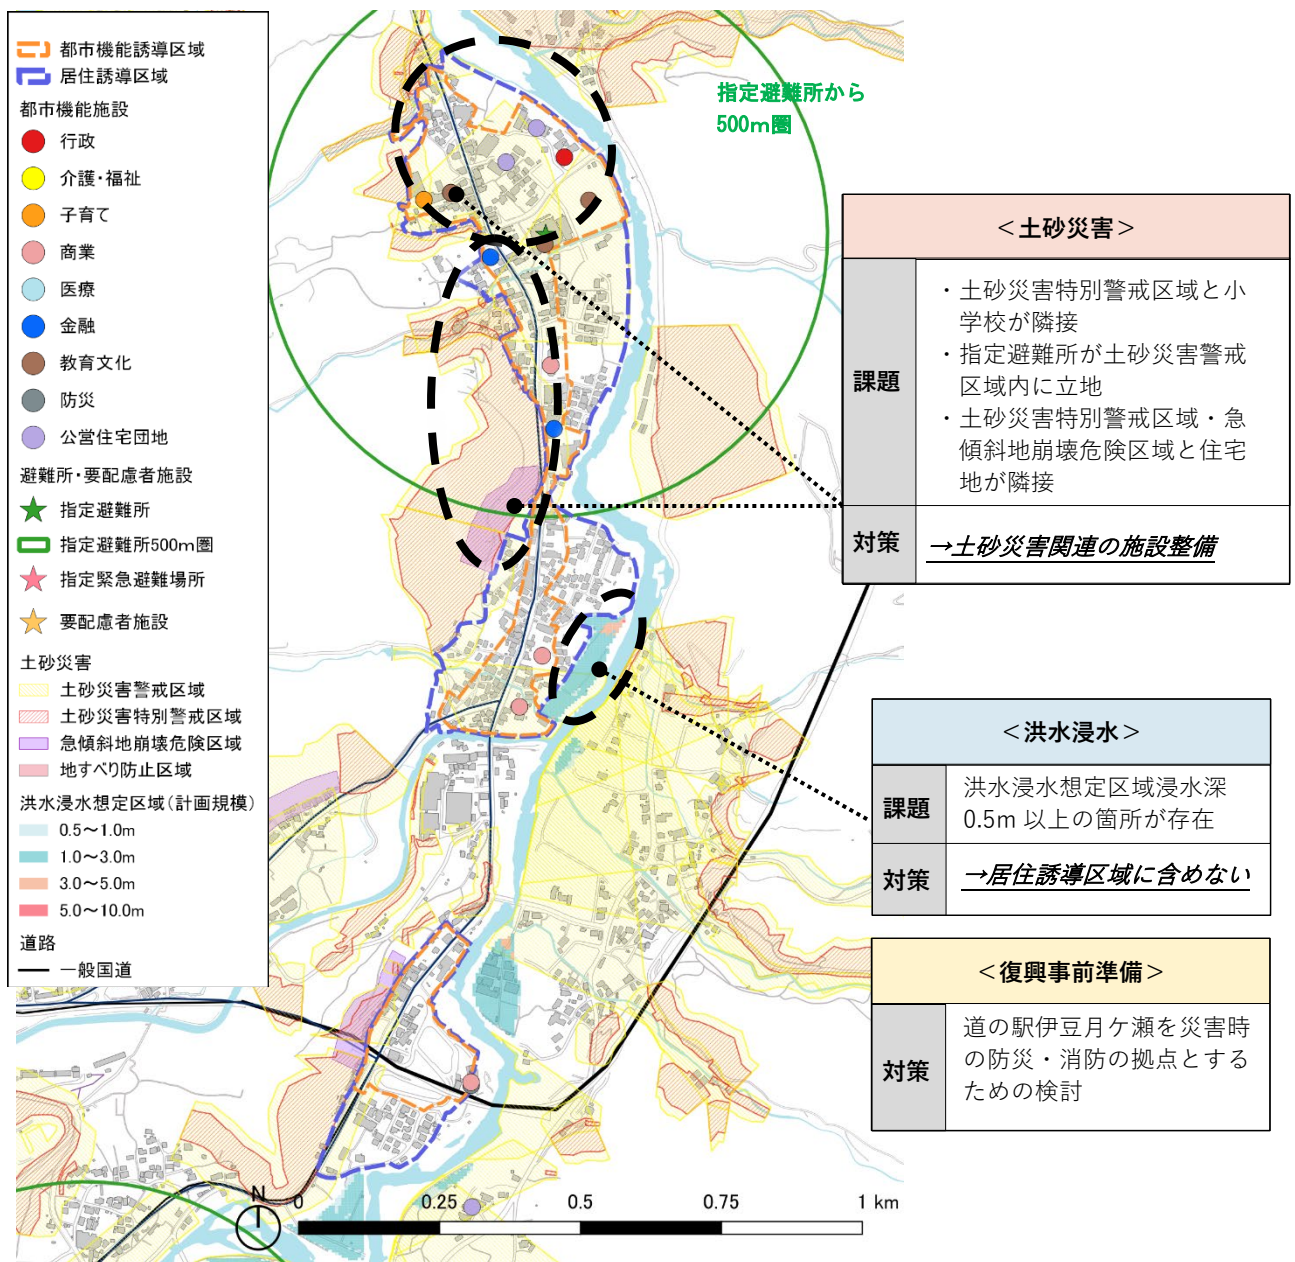 都市機能誘導区域
居住誘導区域
都市機能施設
行政
介護・福祉
子育て
商業
医療
金融
教育文化
防災
公営住宅団地
避難所・要配慮者施設
指定避難所
指定避難所500m圏
指定緊急避難場所
要配慮者施設
土砂災害
土砂災害警戒区域
土砂災害特別警戒区域
急傾斜地崩壊危険区域
地すべり防止区域
洪水浸水想定区域(計画規模)
0.5～1.0m
1.0～3.0m
3.0～5.0m
5.0～10.0m
道路
一般国道
指定避難所から
500m圏
＜土砂災害＞
課題
・土砂災害特別警戒区域と小
学校が隣接
・指定避難所が土砂災害警戒
区域内に立地
・土砂災害特別警戒区域・急
傾斜地崩壊危険区域と住宅
地が隣接
対策
→土砂災害関連の施設整備
＜洪水浸水＞
課題
洪水浸水想定区域浸水深
0.5m 以上の箇所が存在
対策
→居住誘導区域に含めない
＜復興事前準備＞
対策
道の駅伊豆月ケ瀬を災害時
の防災・消防の拠点とする
ための検討
N
0 0.25 0.5 0.75 1 km